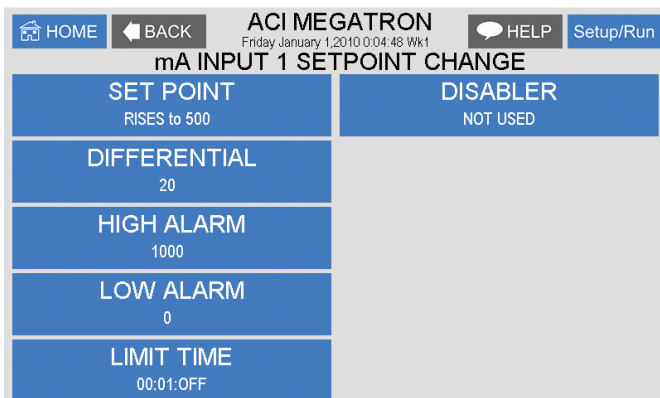 HOME
BACK
ACI MEGATRON
Friday January 1,2010 0:04:48 Wk1
HELP
Setup/Run
mA INPUT 1 SETPOINT CHANGE
SET POINT
RISES to 500
DISABLER
NOT USED
DIFFERENTIAL
20
HIGH ALARM
1000
LOW ALARM
0
LIMIT TIME
00:01:OFF